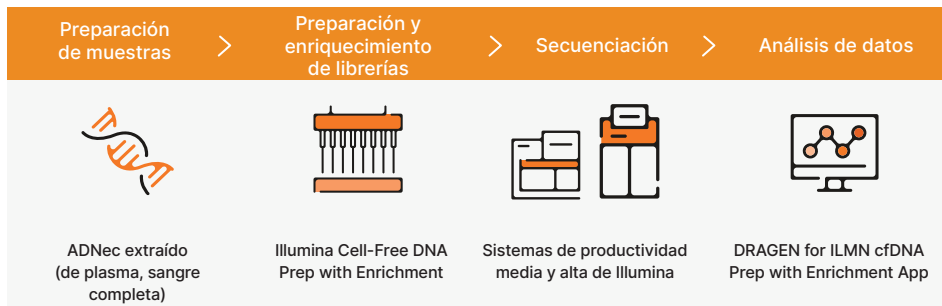 Preparación
de muestras
Preparación y
enriquecimiento
de librerías
Secuenciación
Análisis de datos
ADNec extraído
(de plasma, sangre
completa)
Illumina Cell-Free DNA
Prep with Enrichment
Sistemas de productividad
media y alta de Illumina
DRAGEN for ILMN cfDNA
Prep with Enrichment App